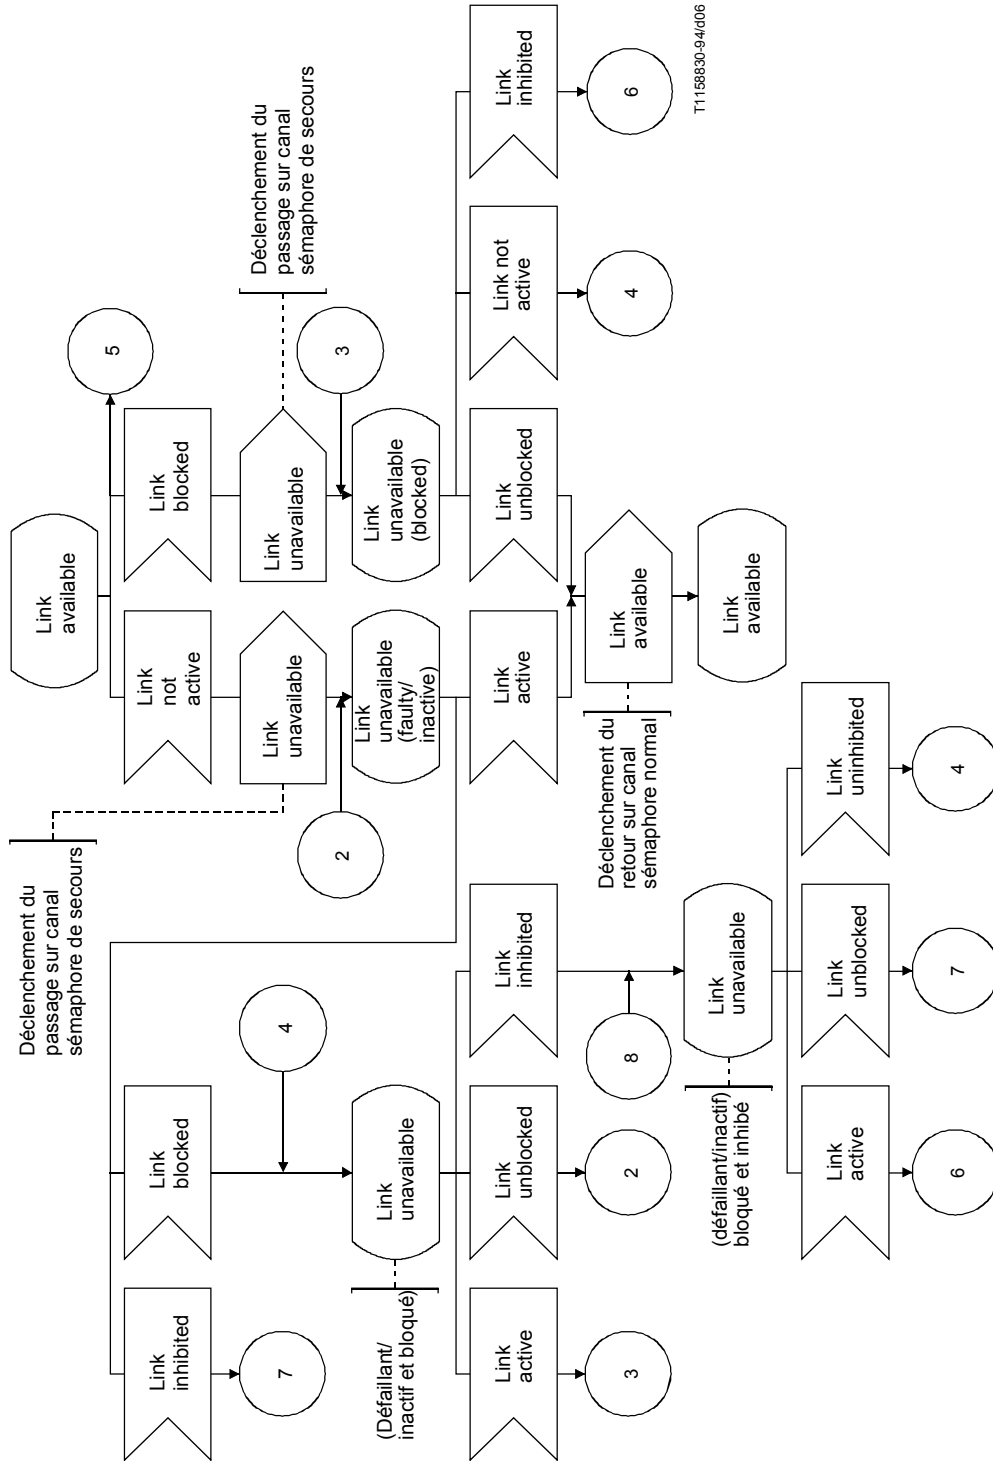 Link
available
5
Link
not
active
Link
blocked
Déclenchement du
passage sur canal
sémaphore de secours
Link
unavailable
Link
unavailable
Déclenchement du
passage sur canal
sémaphore de secours
2
3
Link
unavailable
(faulty/
inactive)
Link
unavailable
(blocked)
Link
inhibited
Link
blocked
7
4
Link
active
Link
unblocked
Link not
active
Link
inhibited
4
6
Link
unavailable
(Défaillant/
inactif et bloqué)
Déclenchement du
retour sur canal
sémaphore normal
Link
available
Link
available
Link
active
Link
unblocked
Link
inhibited
3
2
8
Link
unavailable
(défaillant/inactif)
bloqué et inhibé
Link
active
Link
unblocked
Link
uninhibited
6
7
4
T1158830-94/d06